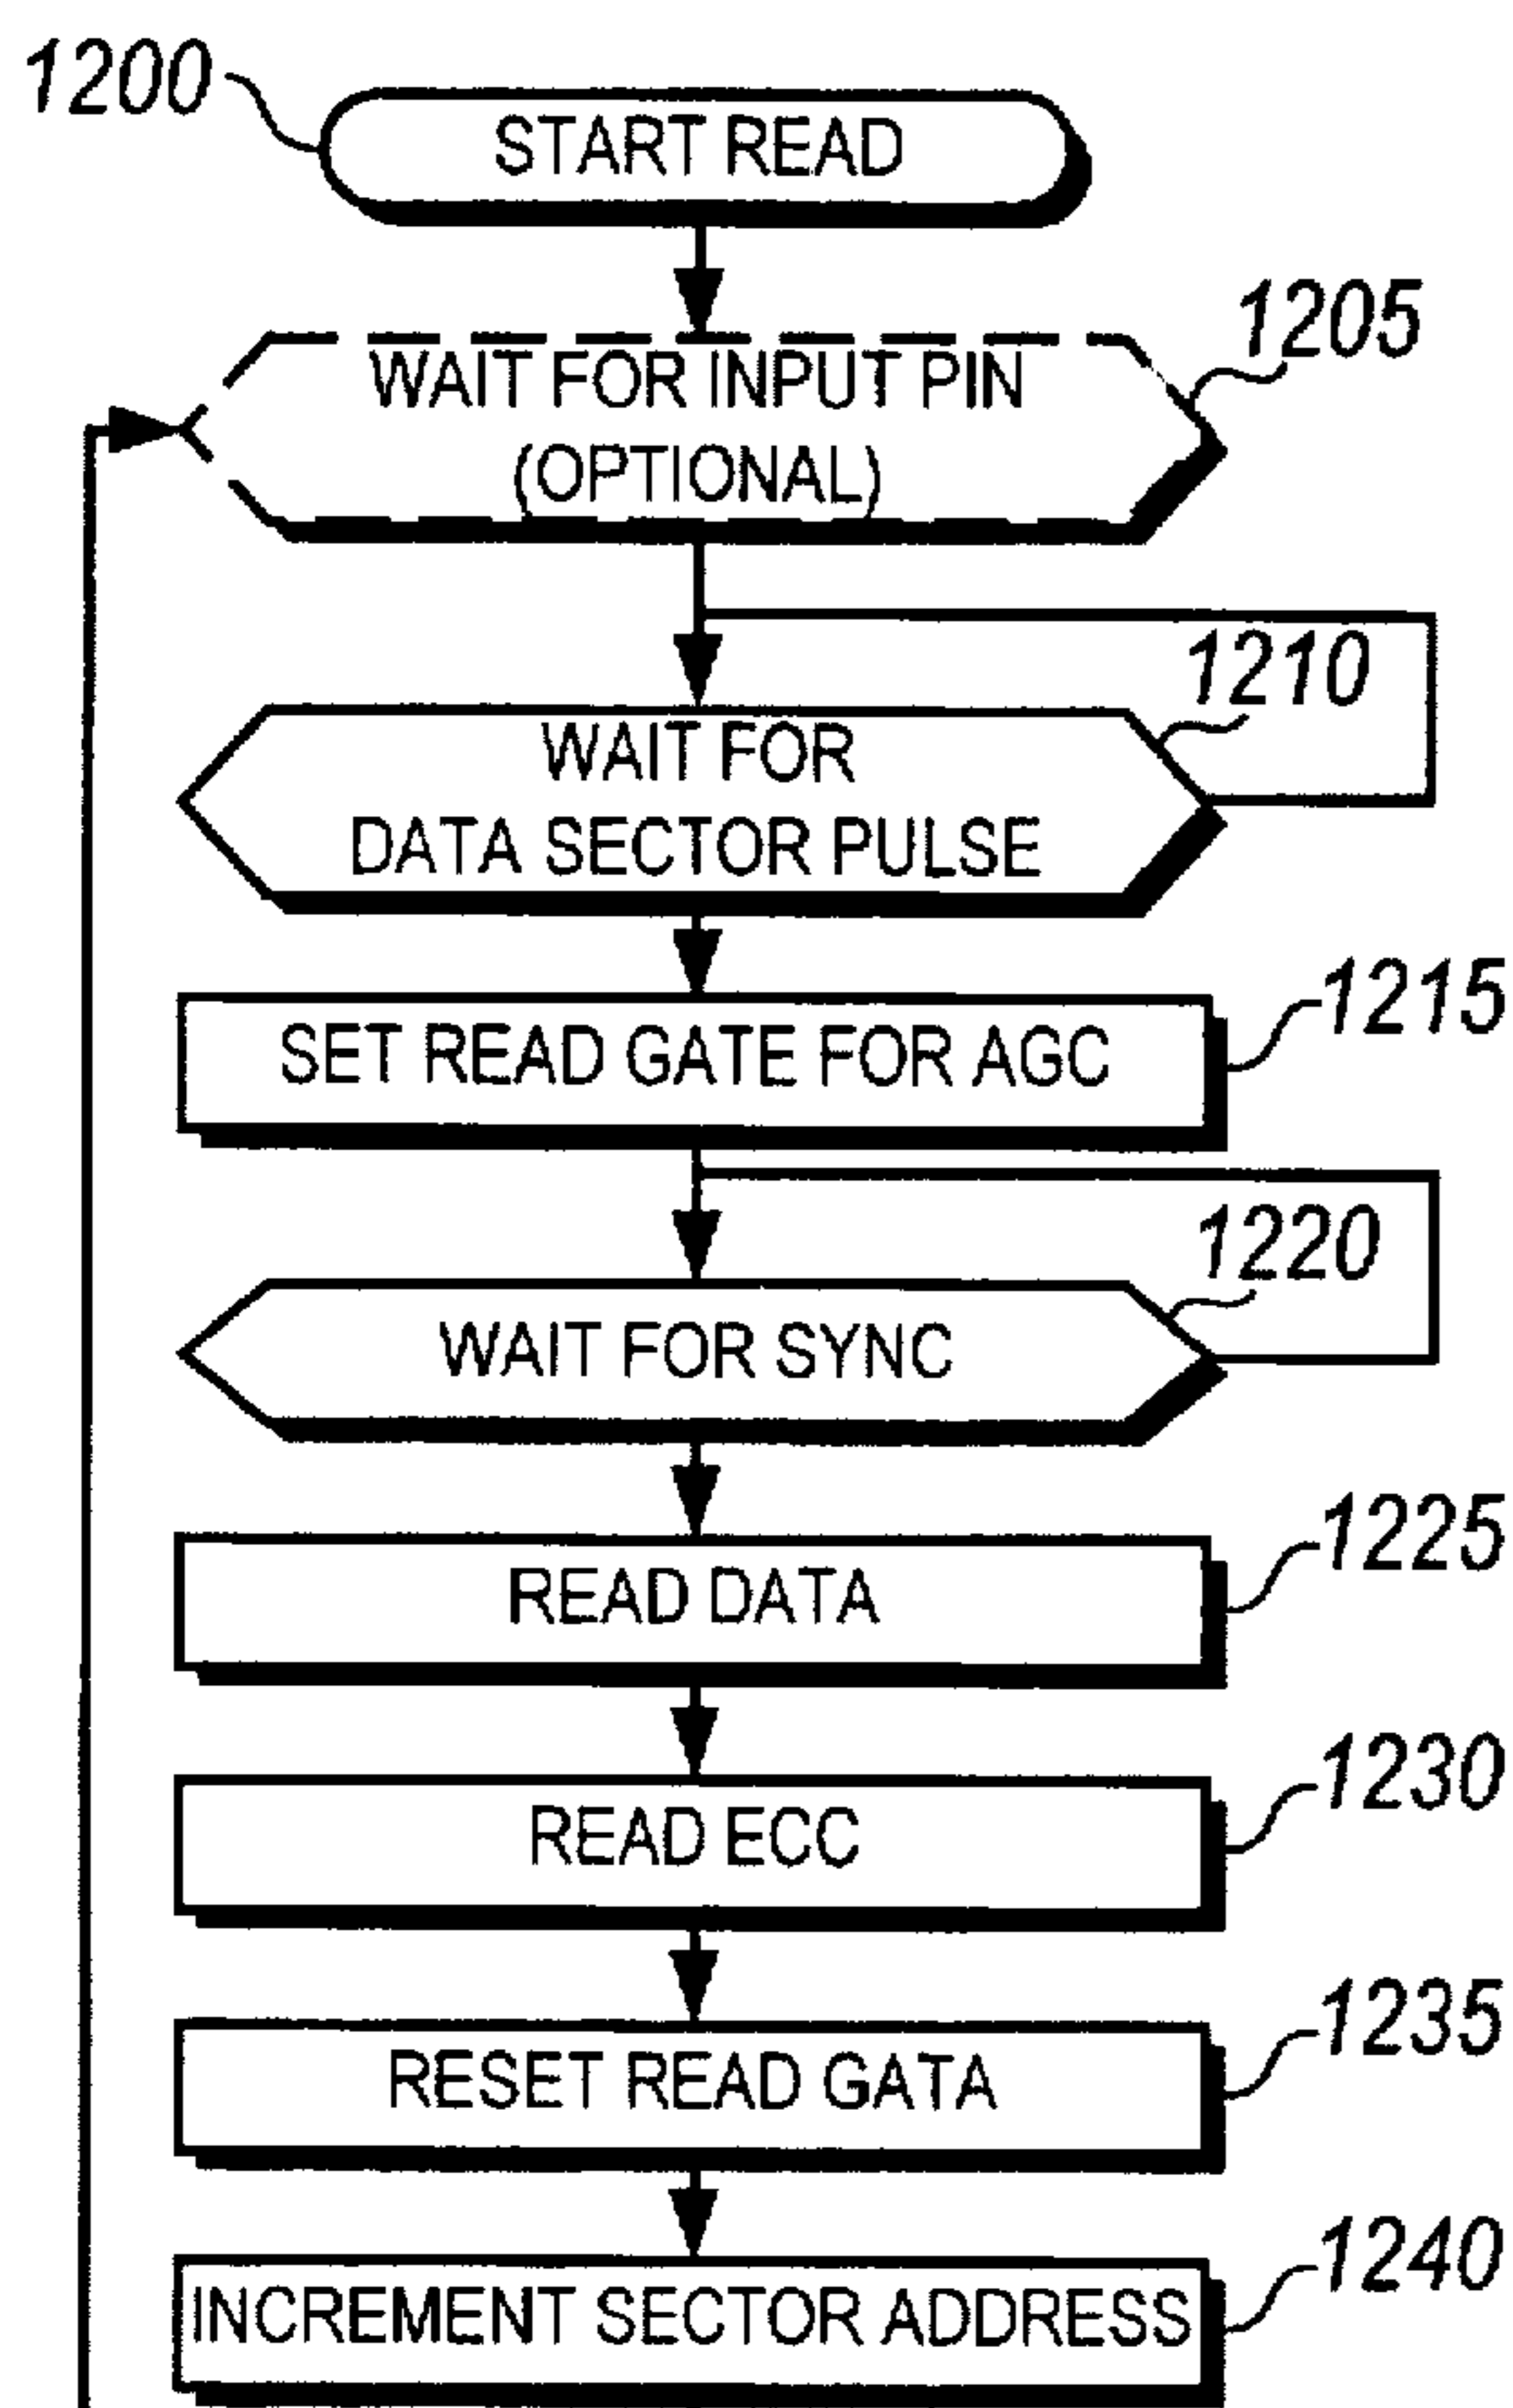 1200
START READ
1205
WAIT FOR INPUT PIN
(OPTIONAL)
1210
WAIT FOR
DATA SECTOR PULSE
1215
SET READ GATE FOR AGC
1220
WAIT FOR SYNC
1225
READ DATA
1230
READ ECC
1235
RESET READ GATA
1240
INCREMENT SECTOR ADDRESS